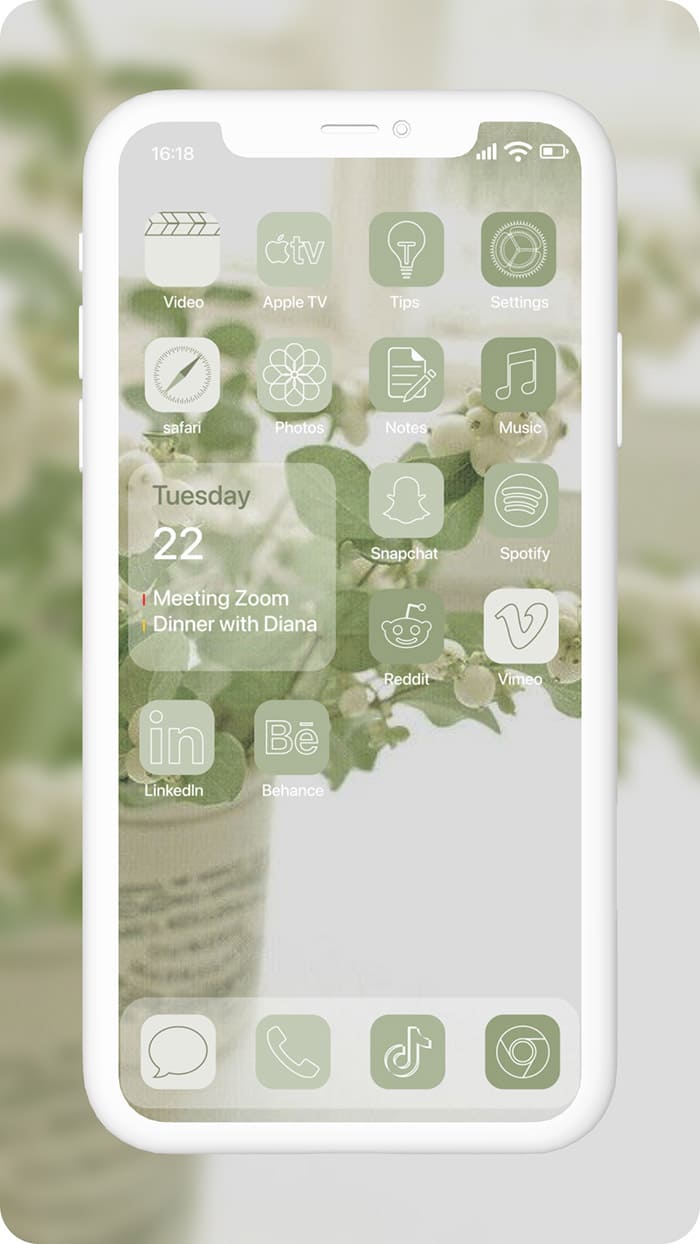 16:18
Video
Apple TV
Tips
Settings
safari
Photos
Notes
Music
Tuesday
22
Meeting Zoom
Dinner with Diana
Snapchat
Spotify
Reddit
Vimeo
in
Bē
LinkedIn
Behance
tv
T